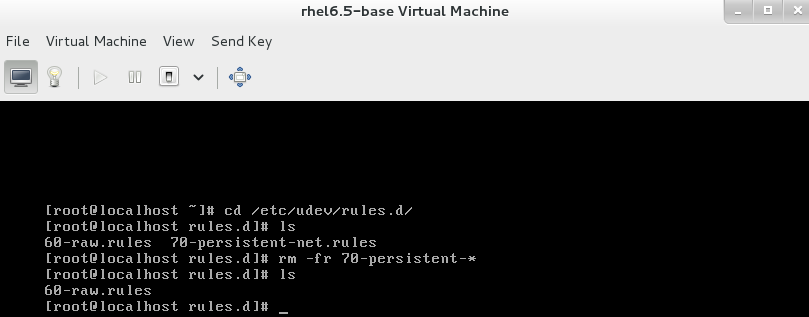 rhel6.5-base Virtual Machine
File Virtual Machine View Send Key
[root@localhost ~]# cd /etc/udev/rules.d/
[root@localhost rules.d]# ls
60-raw.rules  70-persistent-net.rules
[root@localhost rules.d]# rm -fr 70-persistent-*
[root@localhost rules.d]# ls
60-raw.rules
[root@localhost rules.d]# _